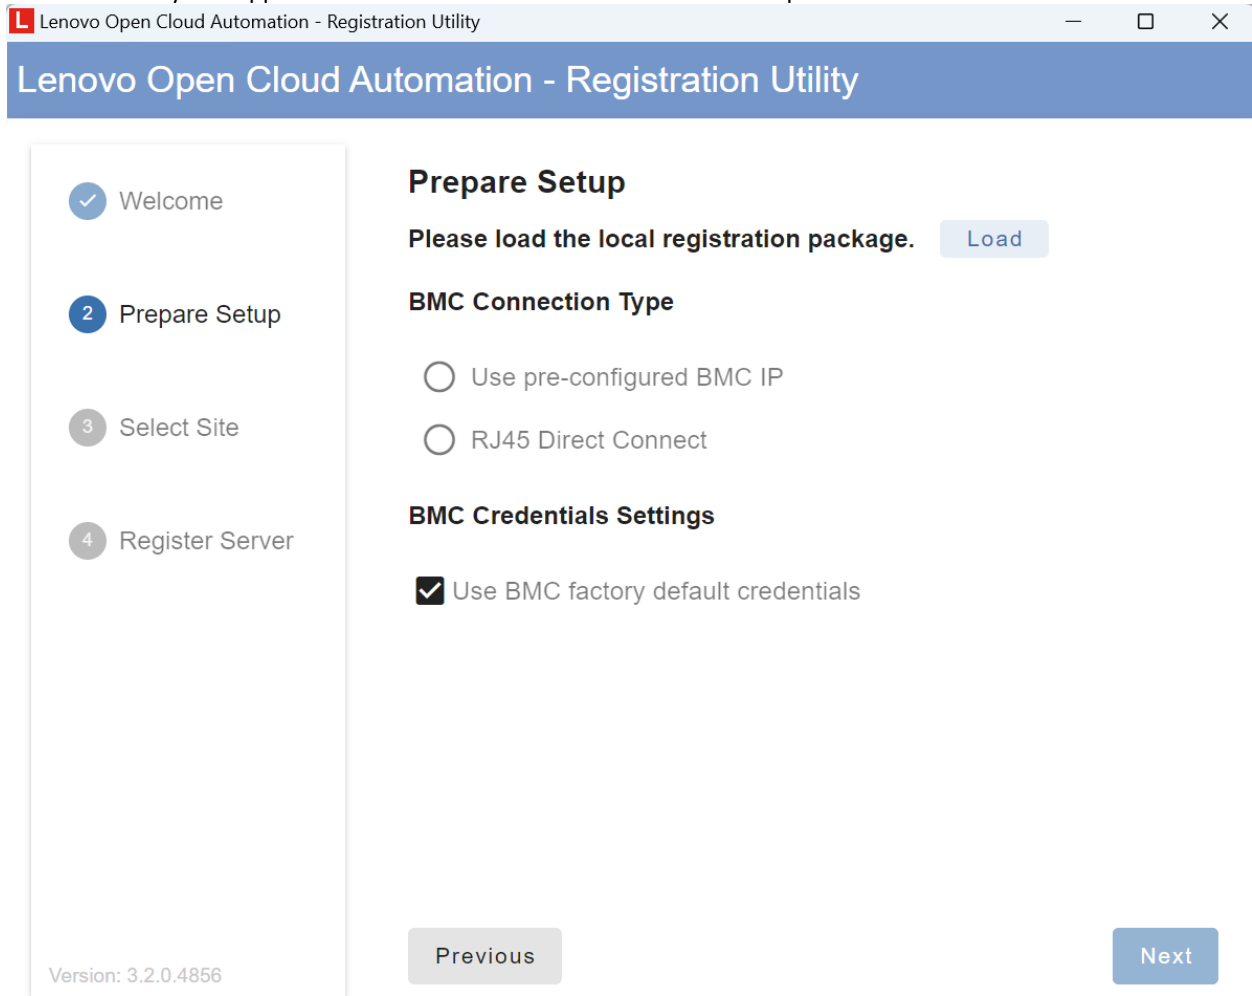 L Lenovo Open Cloud Automation - Registration Utility
Lenovo Open Cloud Automation - Registration Utility
Welcome
2 Prepare Setup
3 Select Site
4 Register Server
Version: 3.2.0.4856
Prepare Setup
Please load the local registration package. Load
BMC Connection Type
Use pre-configured BMC IP
RJ45 Direct Connect
BMC Credentials Settings
Use BMC factory default credentials
Previous Next